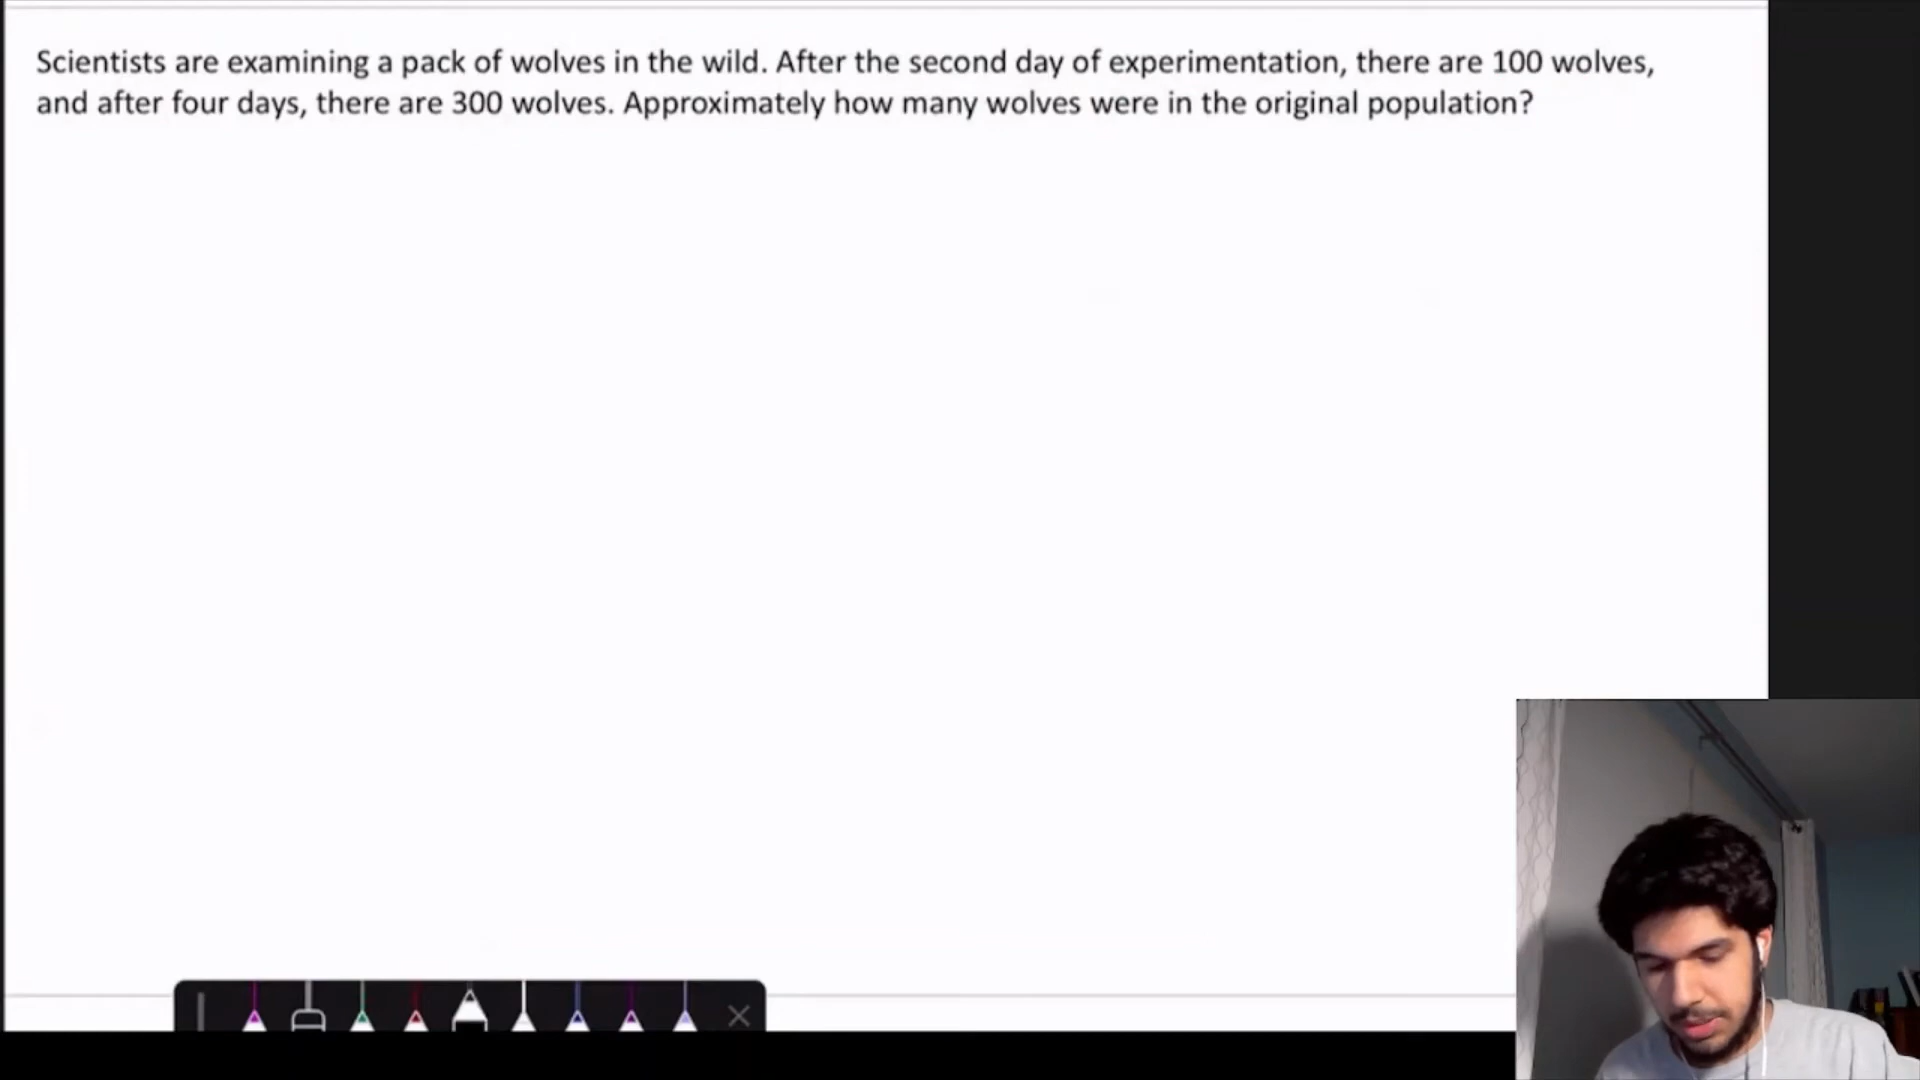 Scientists are examining a pack of wolves in the wild. After the second day of experimentation, there are 100 wolves,
and after four days, there are 300 wolves. Approximately how many wolves were in the original population?